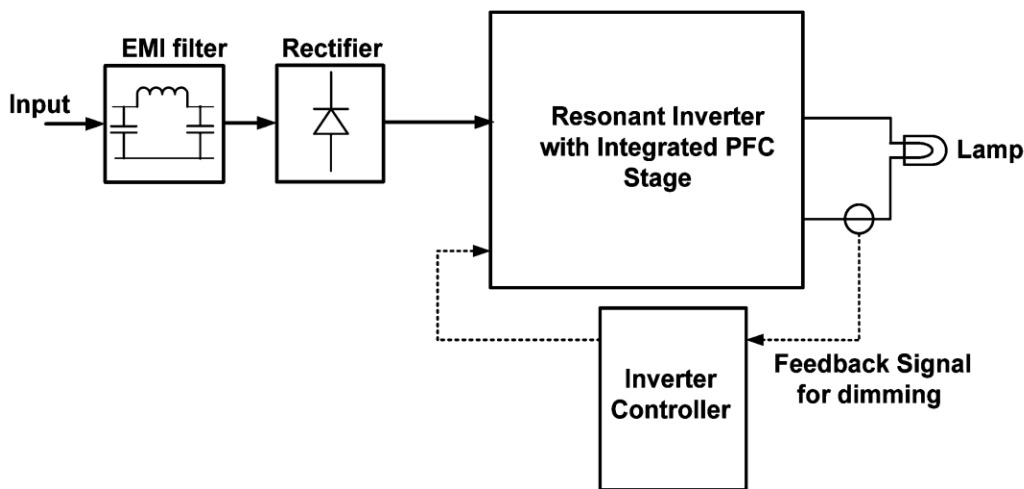 EMI filter
Rectifier
Input
Resonant Inverter
with Integrated PFC
Stage
Lamp
Feedback Signal
for dimming
Inverter
Controller